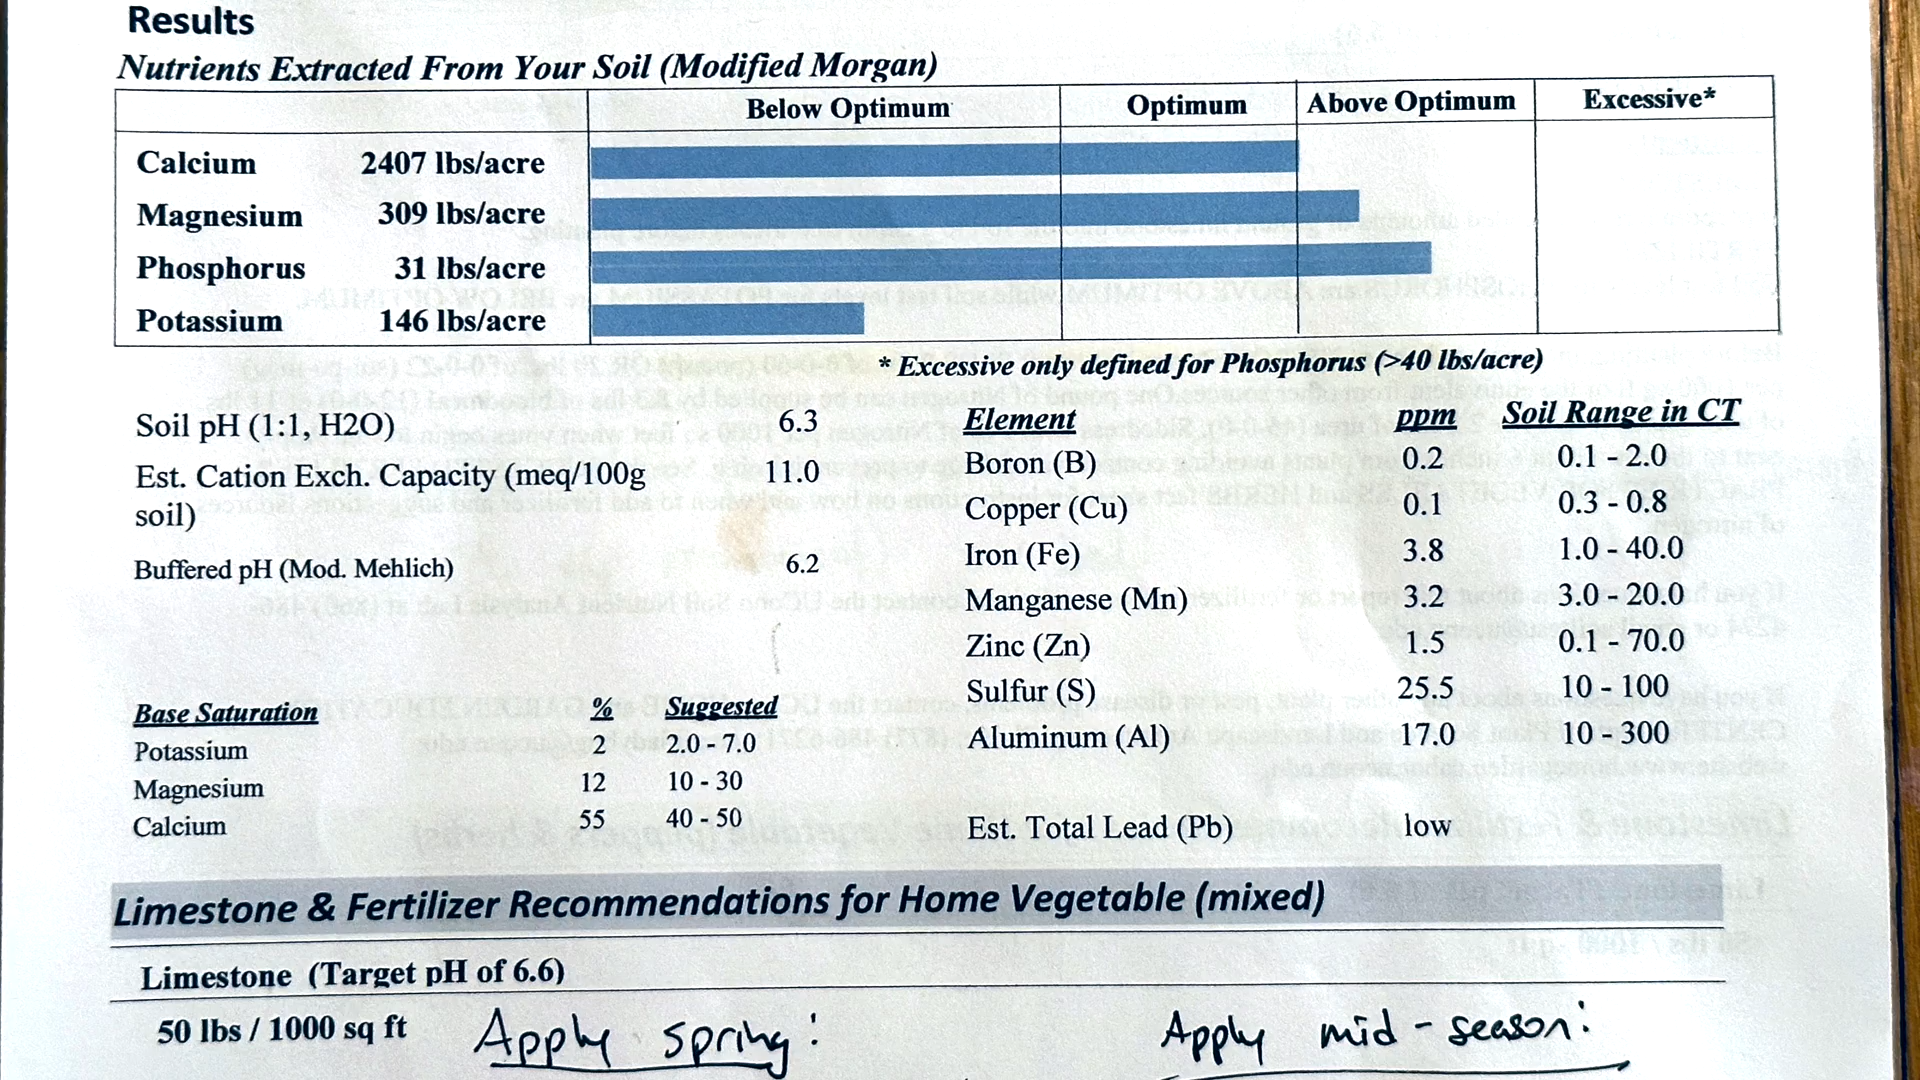 Results
Nutrients Extracted From Your Soil (Modified Morgan)
Below Optimum Optimum Above Optimum Excessive*
Calcium 2407 lbs/acre
Magnesium 309 lbs/acre
Phosphorus 31 lbs/acre
Potassium 146 lbs/acre
* Excessive only defined for Phosphorus (>40 lbs/acre)
Soil pH (1:1, H2O) 6.3
Est. Cation Exch. Capacity (meq/100g 11.0
soil)
Buffered pH (Mod. Mehlich) 6.2
Base Saturation % Suggested
Potassium 2 2.0 - 7.0
Magnesium 12 10 - 30
Calcium 55 40 - 50
Element ppm Soil Range in CT
Boron (B) 0.2 0.1 - 2.0
Copper (Cu) 0.1 0.3 - 0.8
Iron (Fe) 3.8 1.0 - 40.0
Manganese (Mn) 3.2 3.0 - 20.0
Zinc (Zn) 1.5 0.1 - 70.0
Sulfur (S) 25.5 10 - 100
Aluminum (Al) 17.0 10 - 300
Est. Total Lead (Pb) low
Limestone & Fertilizer Recommendations for Home Vegetable (mixed)
Limestone (Target pH of 6.6)
50 lbs / 1000 sq ft Apply spring: Apply mid - season: